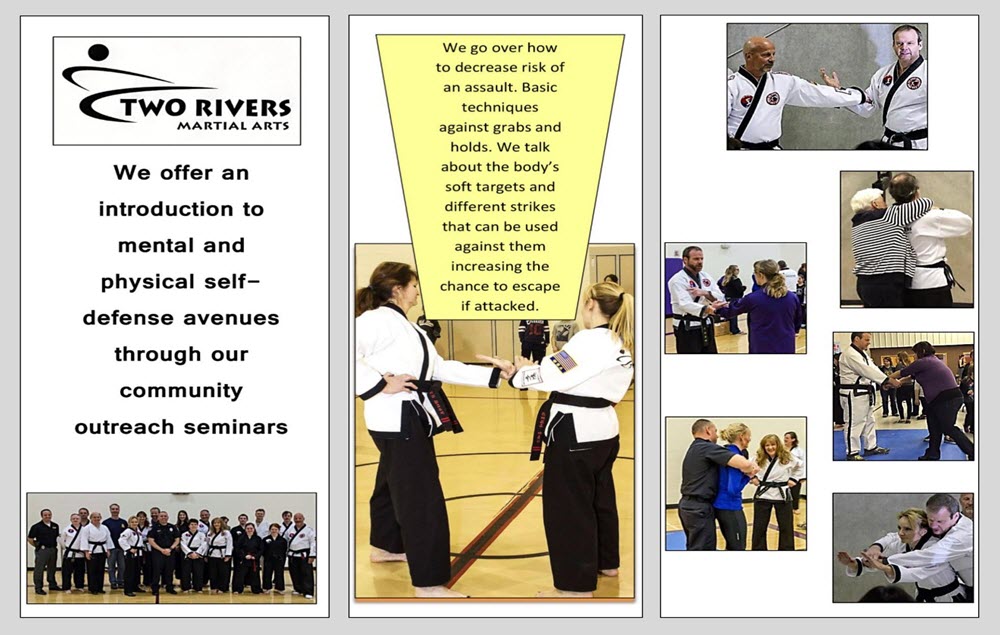 TWO RIVERS
MARTIAL ARTS
We offer an
introduction to
mental and
physical self-
defense avenues
through our
community
outreach seminars
We go over how
to decrease risk of
an assault. Basic
techniques
against grabs and
holds. We talk
about the body's
soft targets and
different strikes
that can be used
against them
increasing the
chance to escape
if attacked.